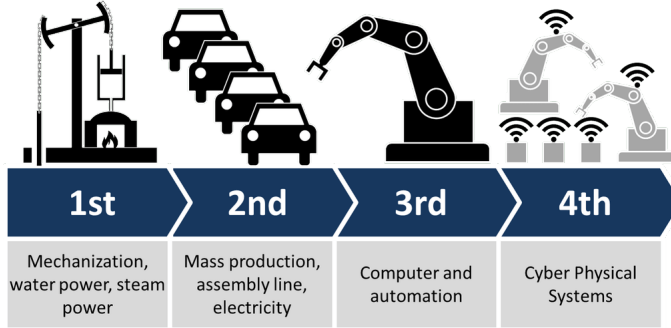 1st
2nd
3rd
4th
Mechanization,
water power, steam
power
Mass production,
assembly line,
electricity
Computer and
automation
Cyber Physical
Systems